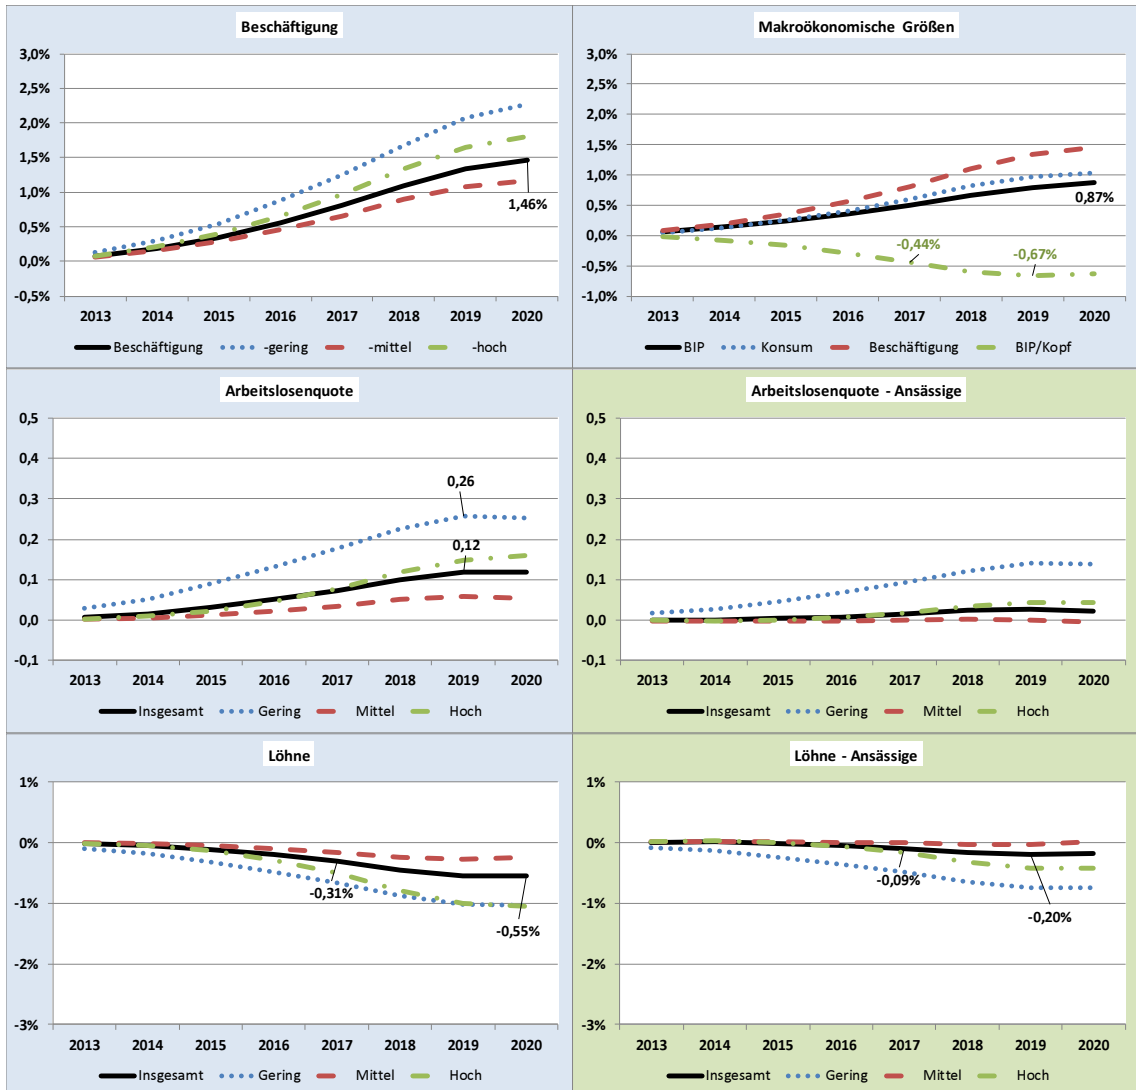 Beschäftigung
3,0%
2,5%
2,0%
1,5%
1,0%
0,5%
0,0%
-0,5%
1,46%
2013 2014 2015 2016 2017 2018 2019 2020
Beschäftigung -gering -mittel -hoch
Makroökonomische Größen
3,0%
2,5%
2,0%
1,5%
1,0%
0,5%
0,0%
-0,5%
-1,0%
0,87%
-0,44%
-0,67%
2013 2014 2015 2016 2017 2018 2019 2020
BIP Konsum Beschäftigung BIP/Kopf
Arbeitslosenquote
0,5
0,4
0,3
0,2
0,1
0,0
-0,1
0,26
0,12
2013 2014 2015 2016 2017 2018 2019 2020
Insgesamt Gering Mittel Hoch
Arbeitslosenquote - Ansässige
0,5
0,4
0,3
0,2
0,1
0,0
-0,1
2013 2014 2015 2016 2017 2018 2019 2020
Insgesamt Gering Mittel Hoch
Löhne
1%
0%
-1%
-2%
-3%
-0,31%
-0,55%
2013 2014 2015 2016 2017 2018 2019 2020
Insgesamt Gering Mittel Hoch
Löhne - Ansässige
1%
0%
-1%
-2%
-3%
-0,09%
-0,20%
2013 2014 2015 2016 2017 2018 2019 2020
Insgesamt Gering Mittel Hoch